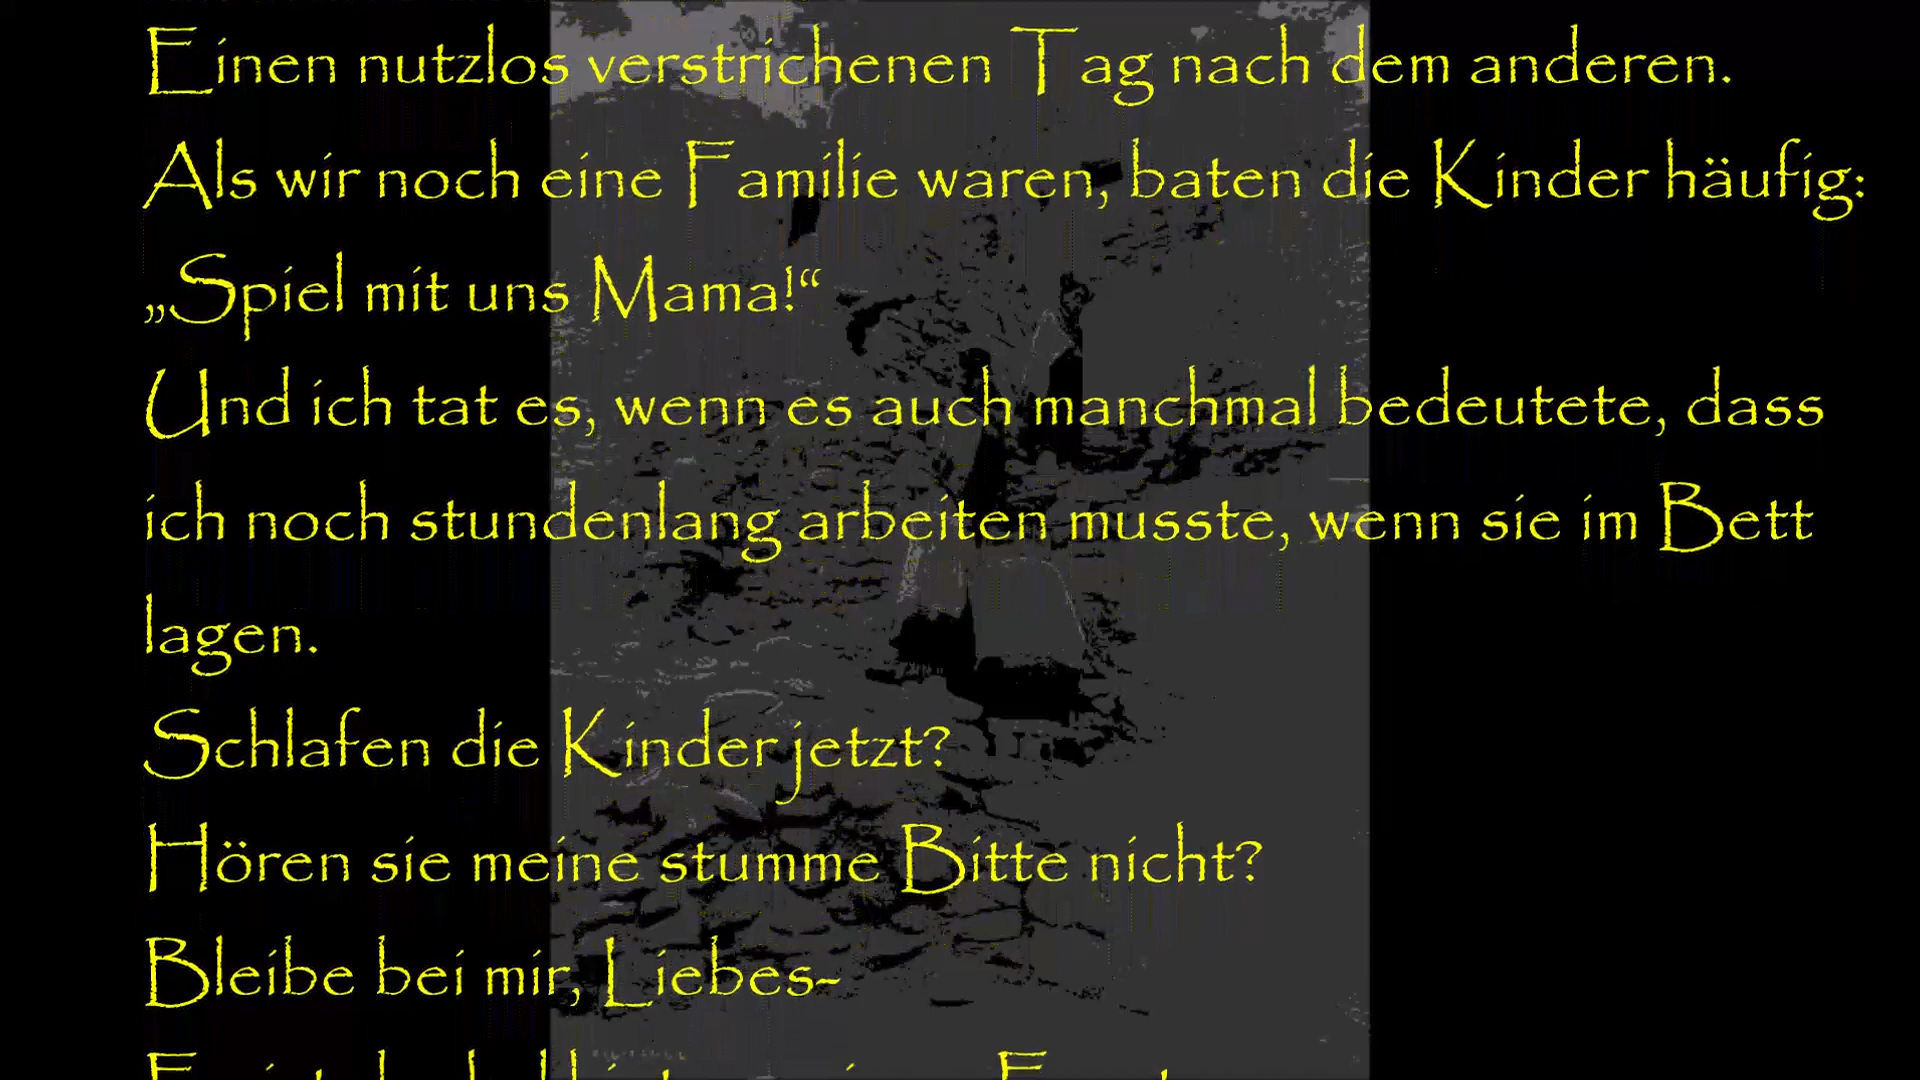 Einen nutzlos verstrichenen Tag nach dem anderen.
Als wir noch eine Familie waren, baten die Kinder häufig:
„Spiel mit uns Mama!“
Und ich tat es, wenn es auch manchmal bedeutete, dass
ich noch stundenlang arbeiten musste, wenn sie im Bett
lagen.
Schlafen die Kinder jetzt?
Hören sie meine stumme Bitte nicht?
Bleibe bei mir, Liebes-